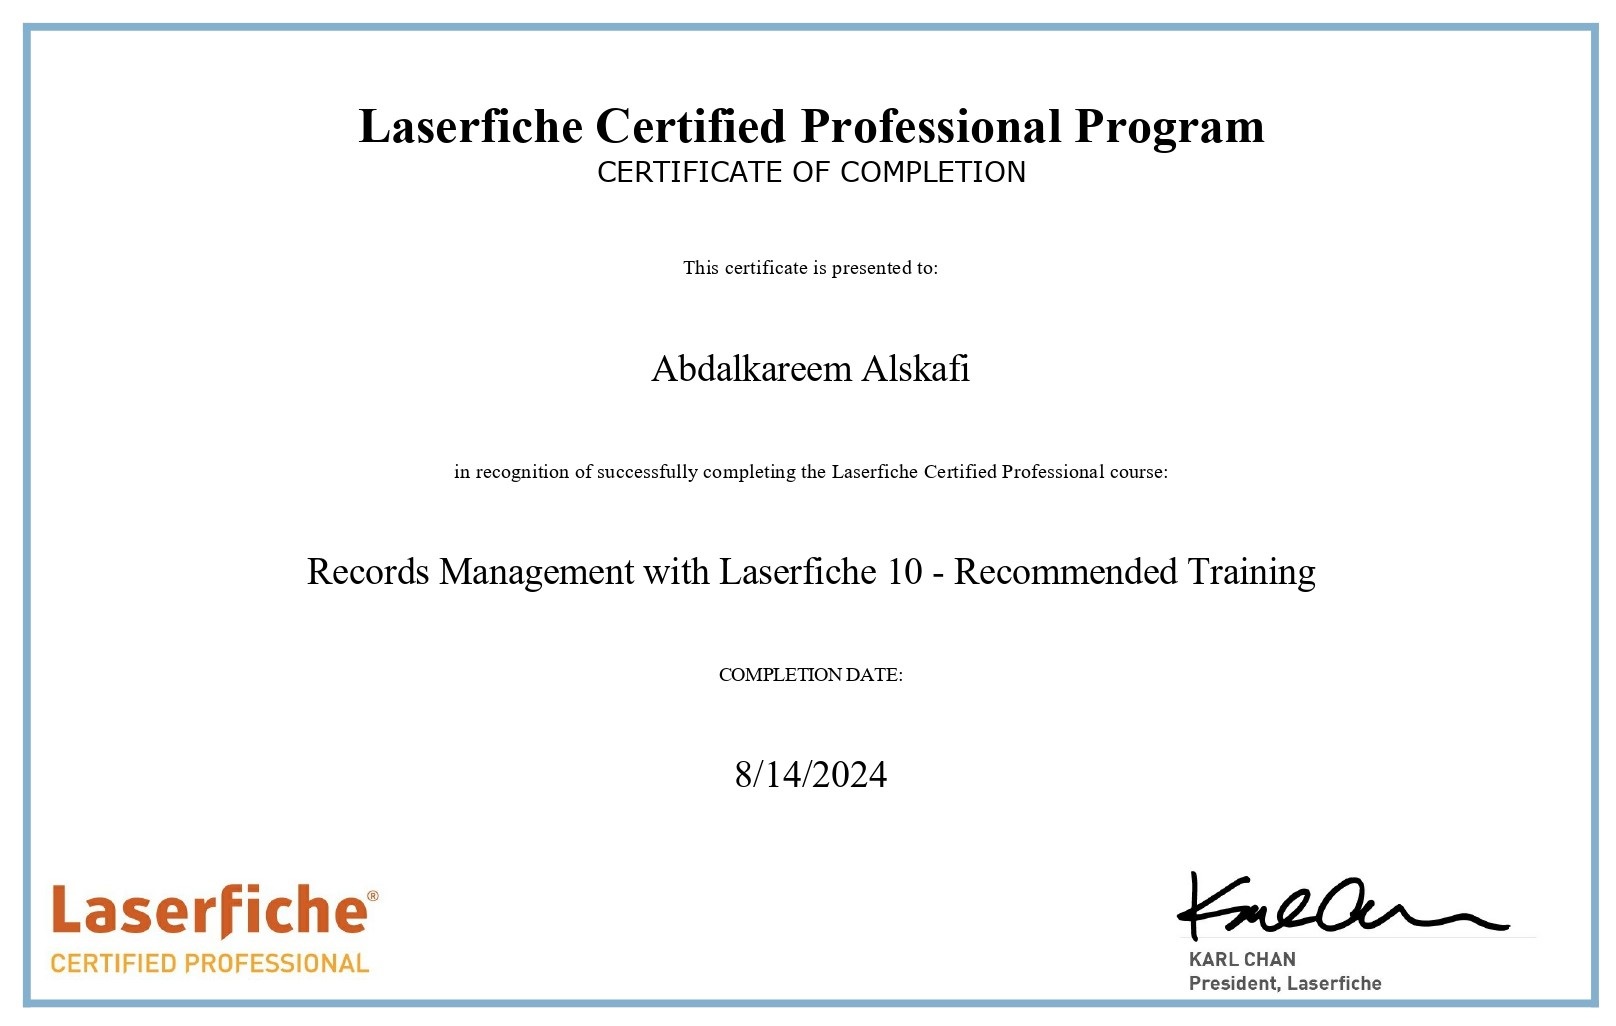 Laserfiche Certified Professional Program
CERTIFICATE OF COMPLETION
This certificate is presented to:
Abdalkareem Alskafi
in recognition of successfully completing the Laserfiche Certified Professional course:
Records Management with Laserfiche 10 - Recommended Training
COMPLETION DATE:
8/14/2024
Laserfiche®
CERTIFIED PROFESSIONAL
Karl Chan
KARL CHAN
President, Laserfiche